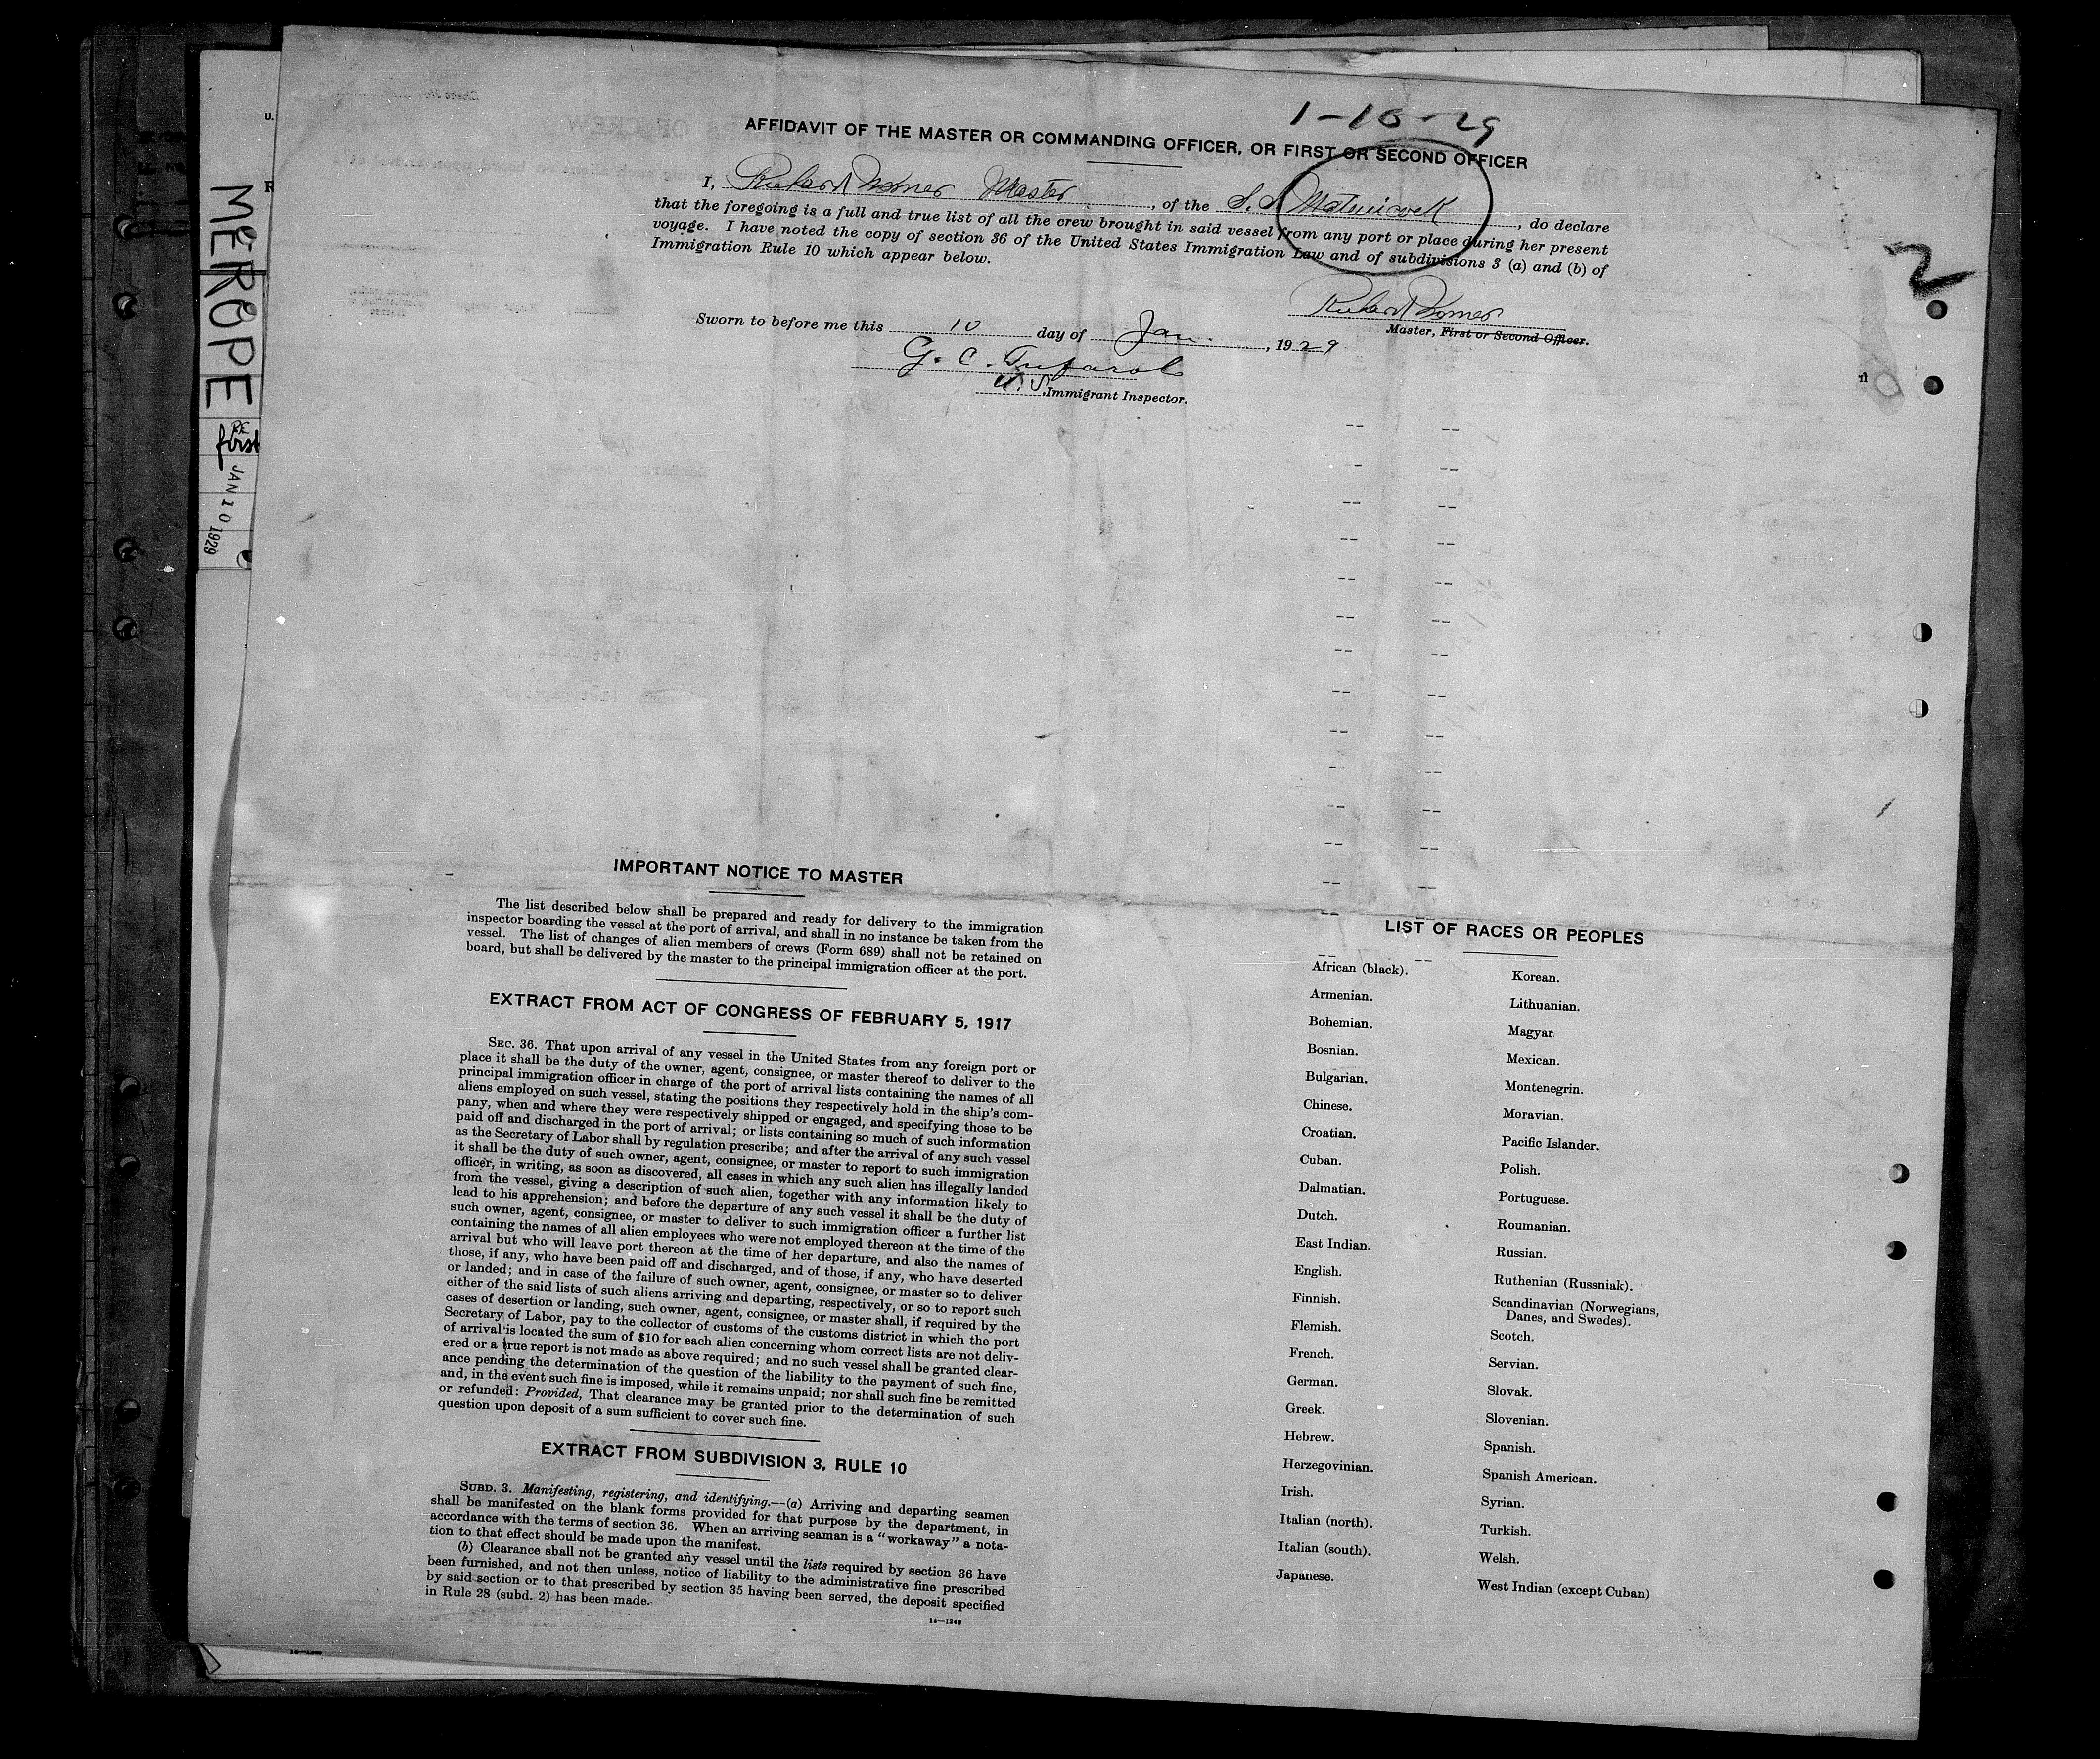 1-10-29
AFFIDAVIT OF THE MASTER OR COMMANDING OFFICER, OR FIRST OR SECOND OFFICER
I, Master, of the S. S. Matinicock, do declare
that the foregoing is a full and true list of all the crew brought in said vessel from any port or place during her present
voyage. I have noted the copy of section 36 of the United States Immigration Law and of subdivisions 3 (a) and (b) of
Immigration Rule 10 which appear below.
2
Master, First or Second Officer.
Sworn to before me this 10 day of Jan., 1929
G. C.
U.S. Immigrant Inspector.
MEROPE
JAN 10 1929
IMPORTANT NOTICE TO MASTER
The list described below shall be prepared and ready for delivery to the immigration
inspector boarding the vessel at the port of arrival, and shall in no instance be taken from the
vessel. The list of changes of alien members of crews (Form 689) shall not be retained on
board, but shall be delivered by the master to the principal immigration officer at the port.
EXTRACT FROM ACT OF CONGRESS OF FEBRUARY 5, 1917
SEC. 36. That upon arrival of any vessel in the United States from any foreign port or
place it shall be the duty of the owner, agent, consignee, or master thereof to deliver to the
principal immigration officer in charge of the port of arrival lists containing the names of all
aliens employed on such vessel, stating the positions they respectively hold in the ship's com-
pany, when and where they were respectively shipped or engaged, and specifying those to be
paid off and discharged in the port of arrival; or lists containing so much of such information
as the Secretary of Labor shall by regulation prescribe; and after the arrival of any such vessel
it shall be the duty of such owner, agent, consignee, or master to report to such immigration
officer, in writing, as soon as discovered, all cases in which any such alien has illegally landed
from the vessel, giving a description of such alien, together with any information likely to
lead to his apprehension; and before the departure of any such vessel it shall be the duty of
such owner, agent, consignee, or master to deliver to such immigration officer a further list
containing the names of all alien employees who were not employed thereon at the time of the
arrival but who will leave port thereon at the time of her departure, and also the names of
those, if any, who have been paid off and discharged, and of those, if any, who have deserted
or landed; and in case of the failure of such owner, agent, consignee, or master so to deliver
either of the said lists of such aliens arriving and departing, respectively, or so to report such
cases of desertion or landing, such owner, agent, consignee, or master shall, if required by the
Secretary of Labor, pay to the collector of customs of the customs district in which the port
of arrival is located the sum of $10 for each alien concerning whom correct lists are not deliv-
ered or a true report is not made as above required; and no such vessel shall be granted clear-
ance pending the determination of the question of the liability to the payment of such fine,
and, in the event such fine is imposed, while it remains unpaid; nor shall such fine be remitted
or refunded: Provided, That clearance may be granted prior to the determination of such
question upon deposit of a sum sufficient to cover such fine.
EXTRACT FROM SUBDIVISION 3, RULE 10
SUBD. 3. Manifesting, registering, and identifying.—(a) Arriving and departing seamen
shall be manifested on the blank forms provided for that purpose by the department, in
accordance with the terms of section 36. When an arriving seaman is a "workaway" a nota-
tion to that effect should be made upon the manifest.
(b) Clearance shall not be granted any vessel until the lists required by section 36 have
been furnished, and not then unless, notice of liability to the administrative fine prescribed
by said section or to that prescribed by section 35 having been served, the deposit specified
in Rule 28 (subd. 2) has been made.
14—1240
LIST OF RACES OR PEOPLES
African (black).
Armenian.
Bohemian.
Bosnian.
Bulgarian.
Chinese.
Croatian.
Cuban.
Dalmatian.
Dutch.
East Indian.
English.
Finnish.
Flemish.
French.
German.
Greek.
Hebrew.
Herzegovinian.
Irish.
Italian (north).
Italian (south).
Japanese.
Korean.
Lithuanian.
Magyar
Mexican.
Montenegrin.
Moravian.
Pacific Islander.
Polish.
Portuguese.
Roumanian.
Russian.
Ruthenian (Russniak).
Scandinavian (Norwegians,
Danes, and Swedes).
Scotch.
Servian.
Slovak.
Slovenian.
Spanish.
Spanish American.
Syrian.
Turkish.
Welsh.
West Indian (except Cuban)